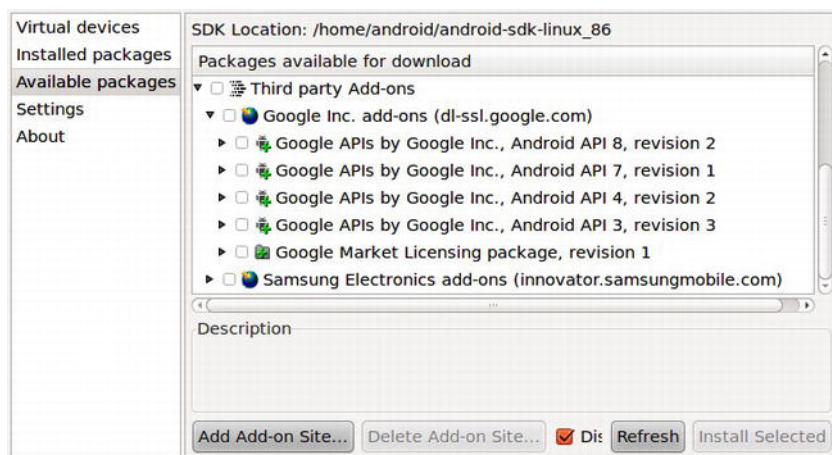 Virtual devices
Installed packages
Available packages
Settings
About
SDK Location: /home/android/android-sdk-linux_86
Packages available for download
Third party Add-ons
Google Inc. add-ons (dl-ssl.google.com)
Google APIs by Google Inc., Android API 8, revision 2
Google APIs by Google Inc., Android API 7, revision 1
Google APIs by Google Inc., Android API 4, revision 2
Google APIs by Google Inc., Android API 3, revision 3
Google Market Licensing package, revision 1
Samsung Electronics add-ons (innovator.samsungmobile.com)
Description
Add Add-on Site... Delete Add-on Site... Dis Refresh Install Selected